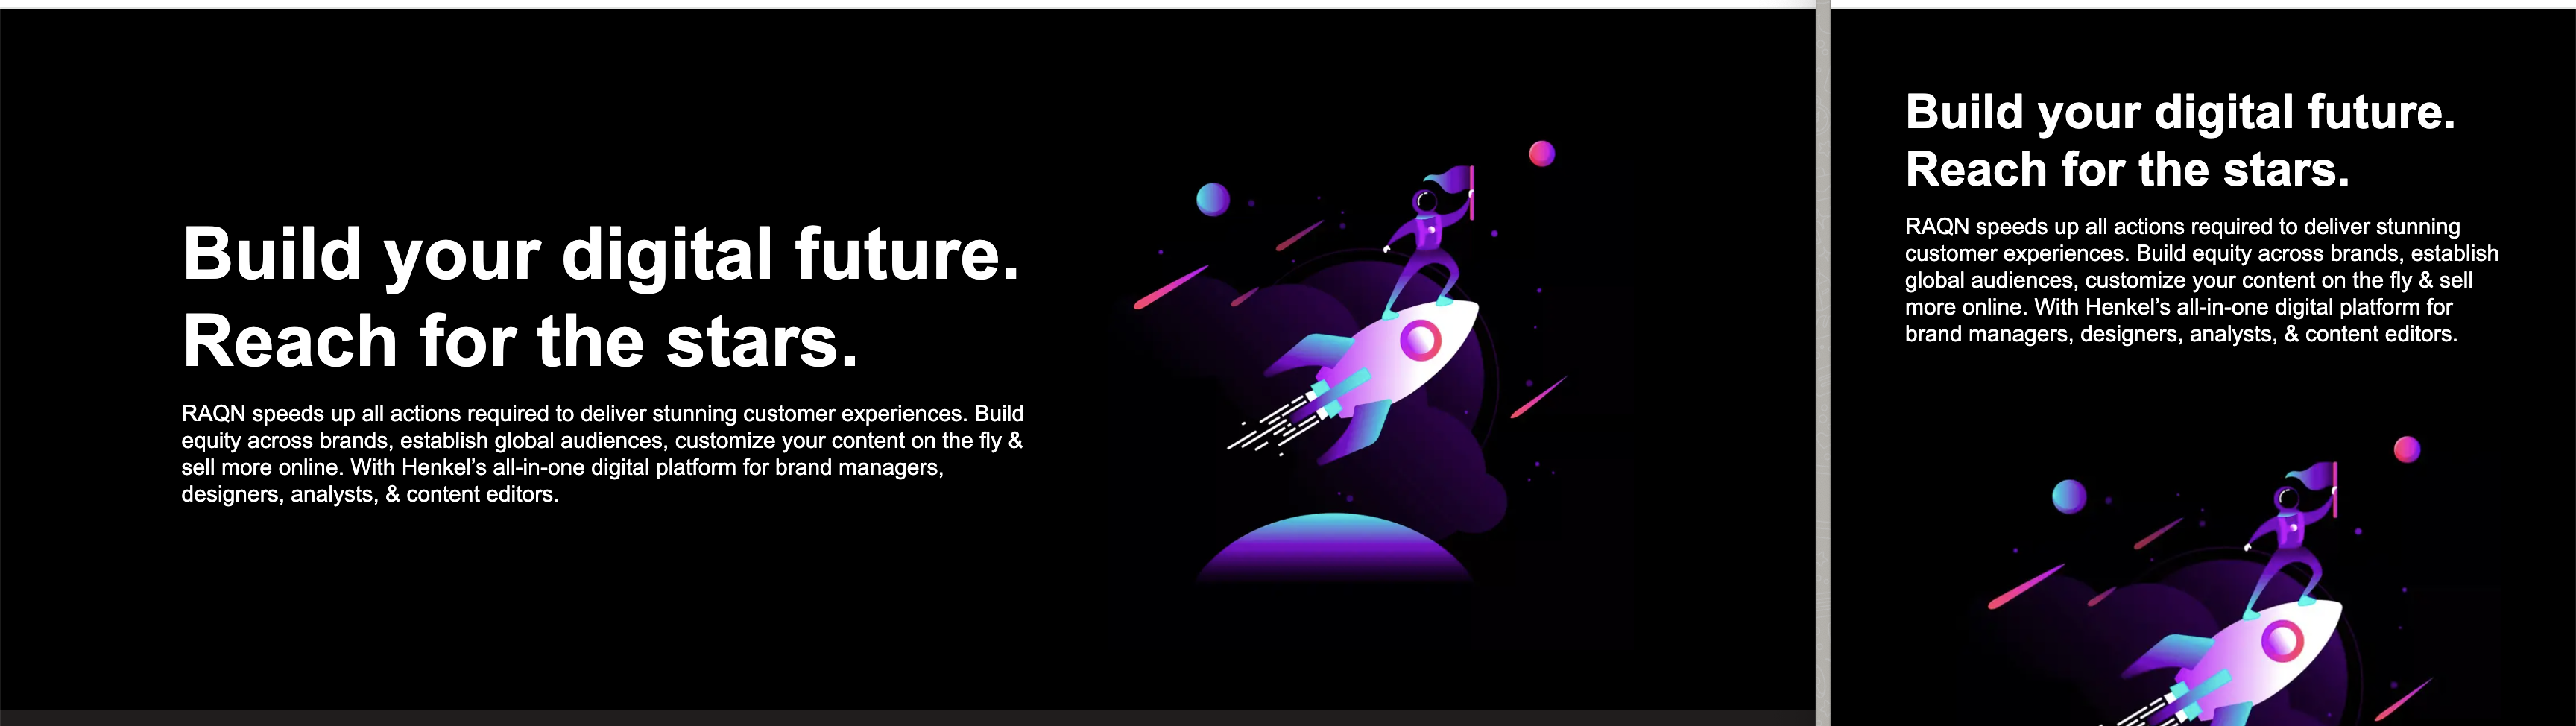 Build your digital future.
Reach for the stars.
RAQN speeds up all actions required to deliver stunning customer experiences. Build
equity across brands, establish global audiences, customize your content on the fly &
sell more online. With Henkel’s all-in-one digital platform for brand managers,
designers, analysts, & content editors.
Build your digital future.
Reach for the stars.
RAQN speeds up all actions required to deliver stunning
customer experiences. Build equity across brands, establish
global audiences, customize your content on the fly & sell
more online. With Henkel’s all-in-one digital platform for
brand managers, designers, analysts, & content editors.